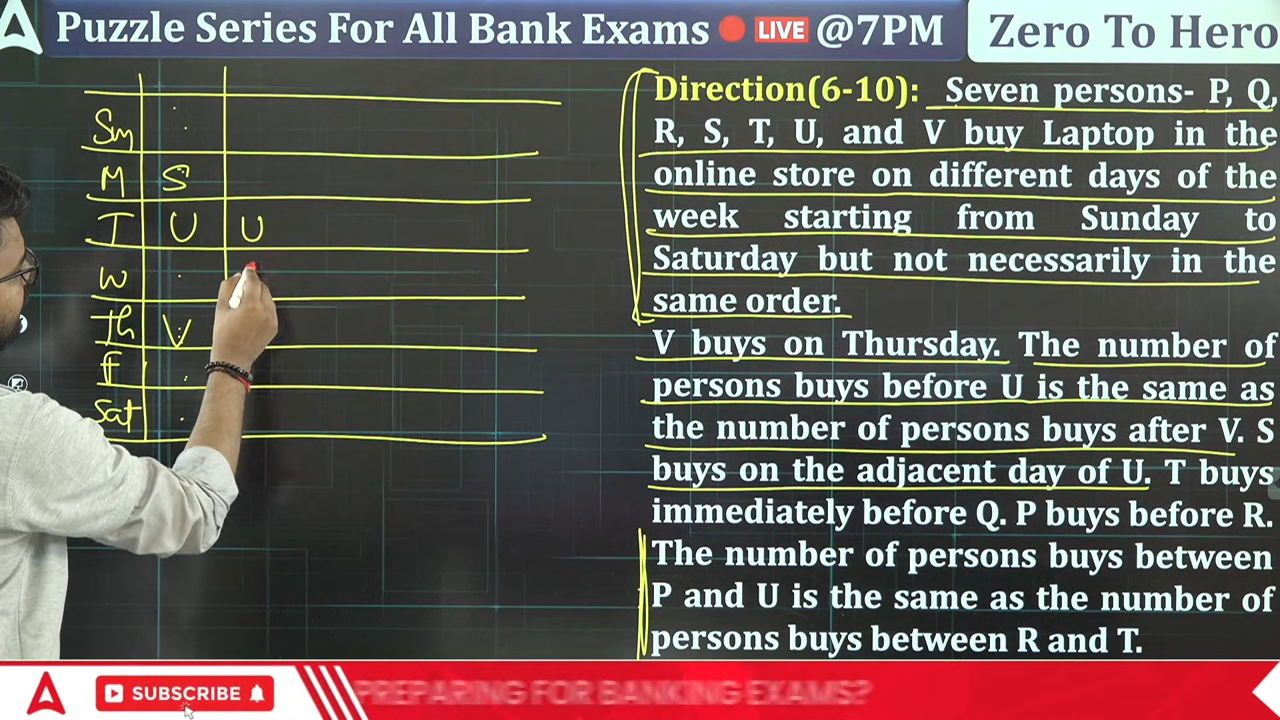 Puzzle Series For All Bank Exams LIVE @7PM Zero To Hero
Direction(6-10): Seven persons- P, Q,
R, S, T, U, and V buy Laptop in the
online store on different days of the
week starting from Sunday to
Saturday but not necessarily in the
same order.
V buys on Thursday. The number of
persons buys before U is the same as
the number of persons buys after V. S
buys on the adjacent day of U. T buys
immediately before Q. P buys before R.
The number of persons buys between
P and U is the same as the number of
persons buys between R and T.
Sun
M S
T U U
W
Th V
F
Sat
SUBSCRIBE PREPARING FOR BANKING EXAMS?